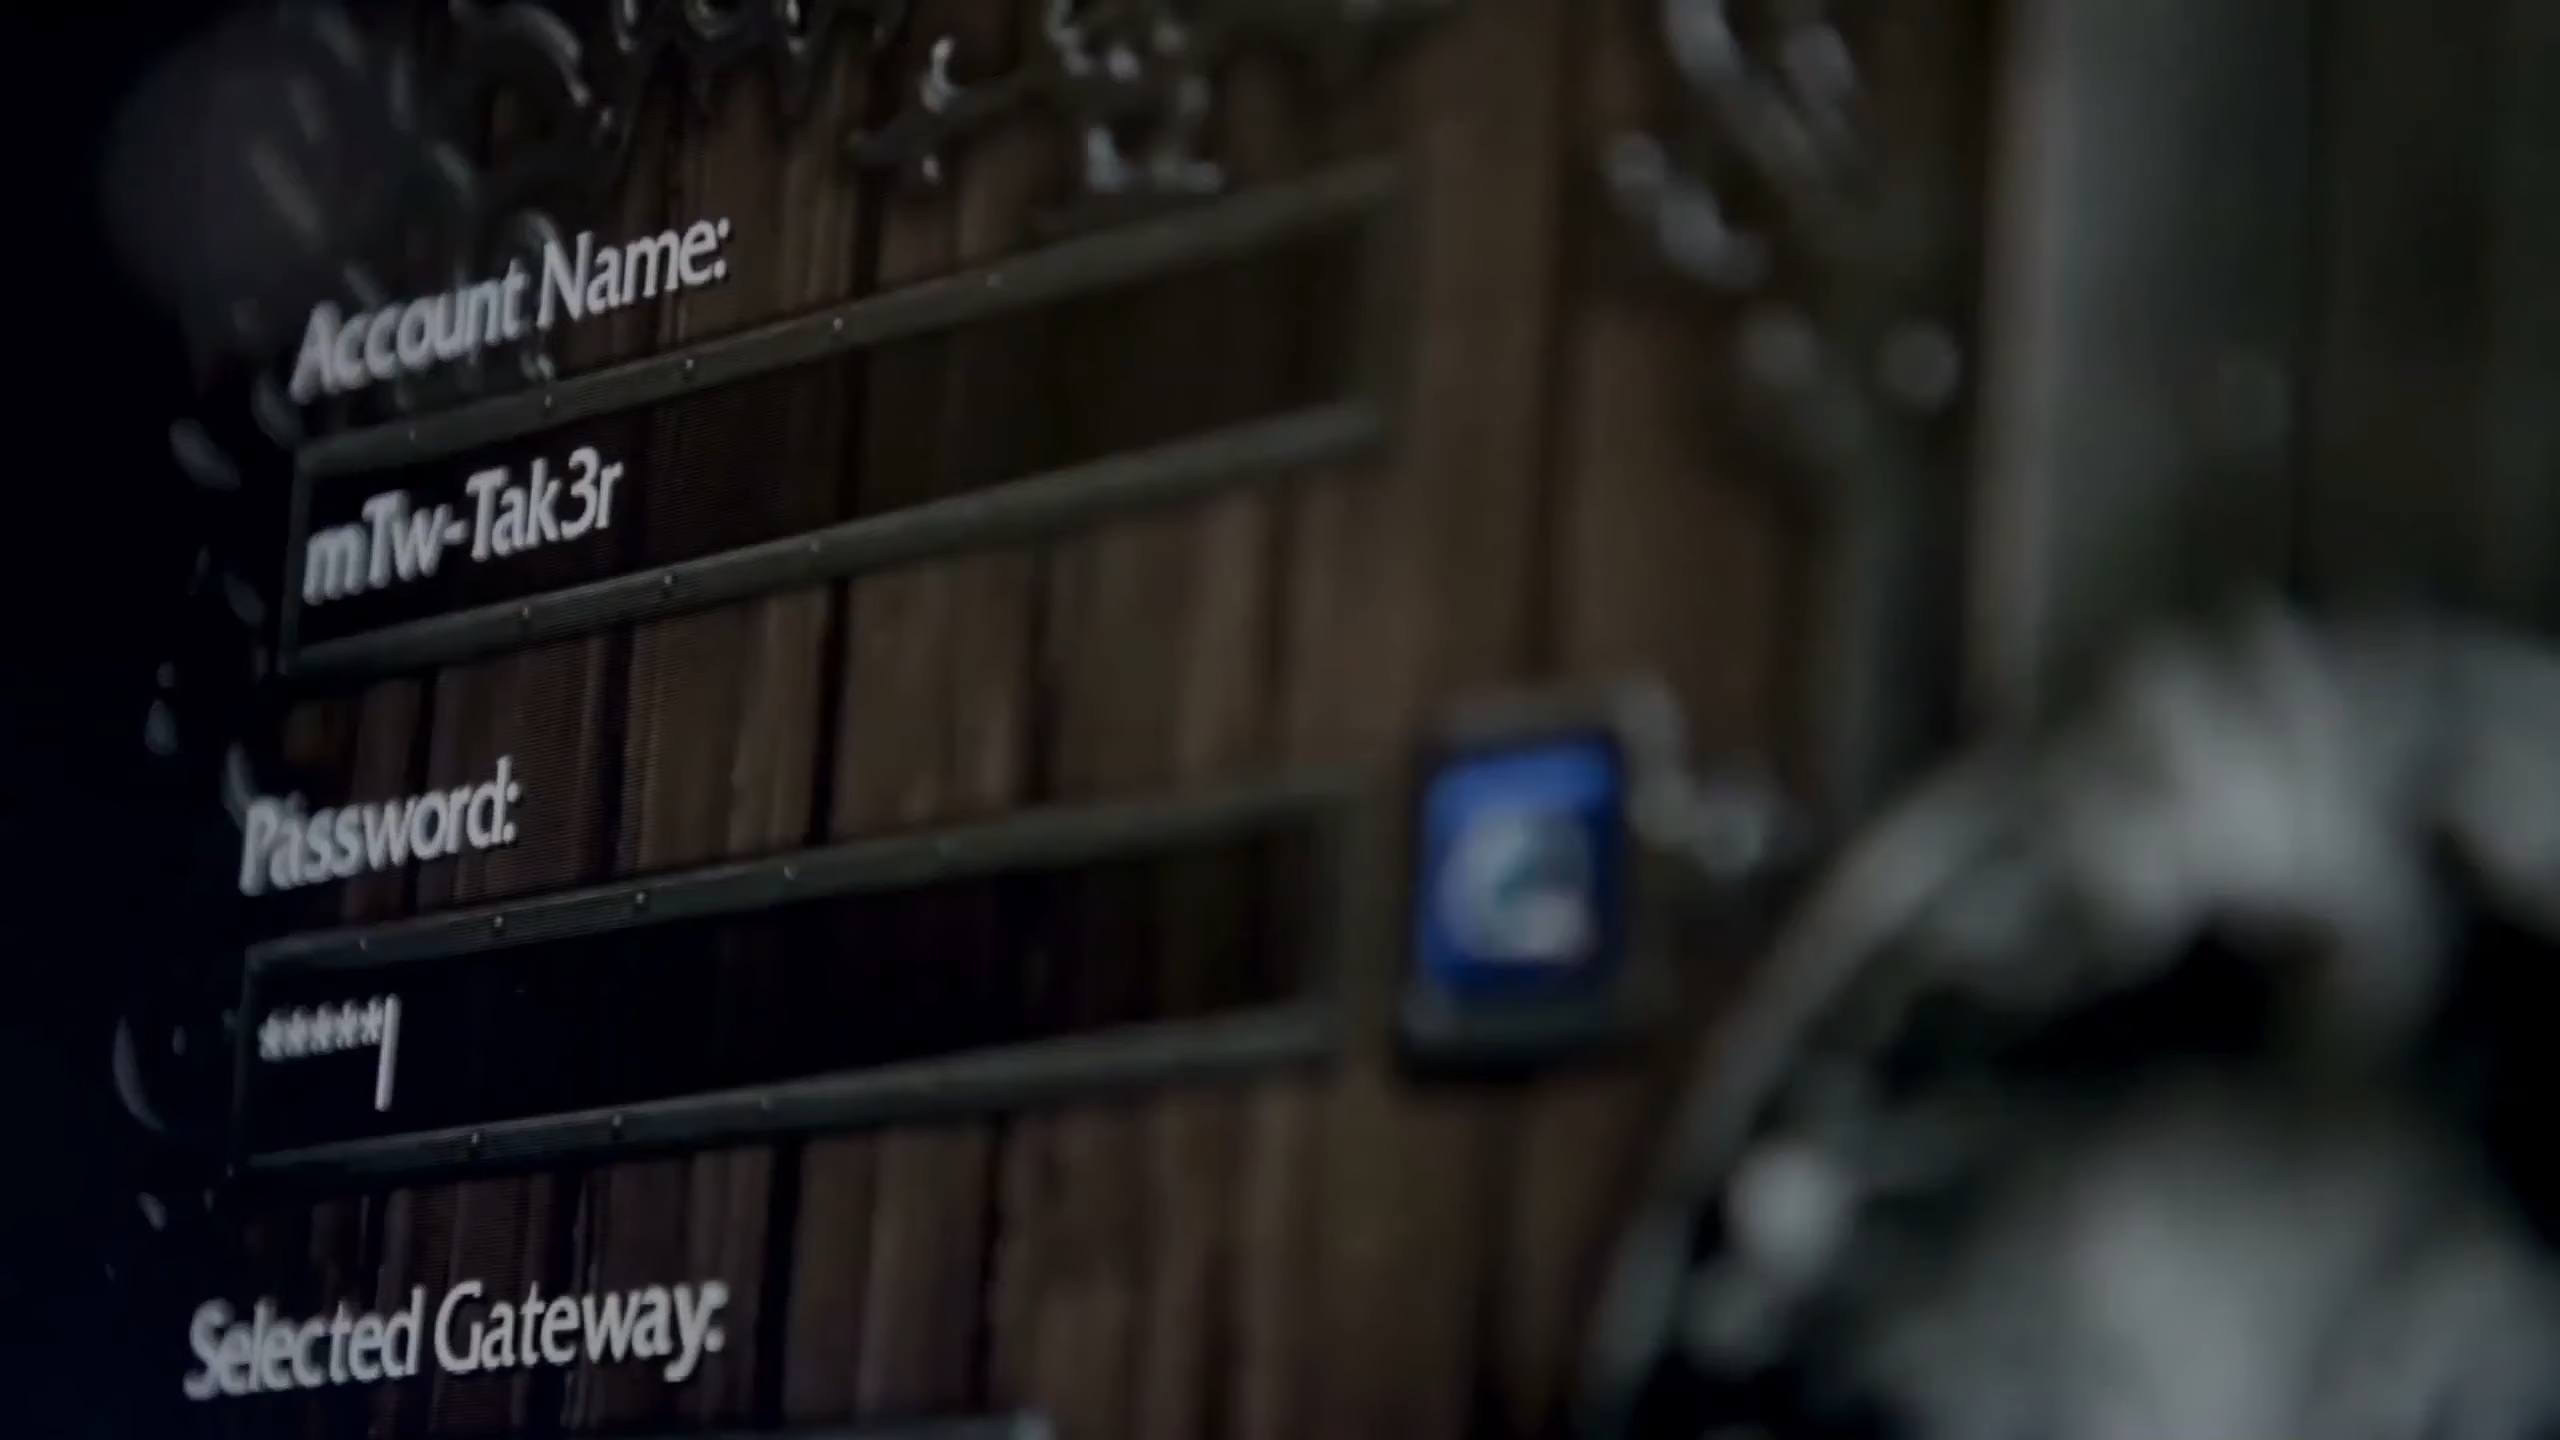 Account Name:
mTw-Tak3r
Password:
*****
Selected Gateway: